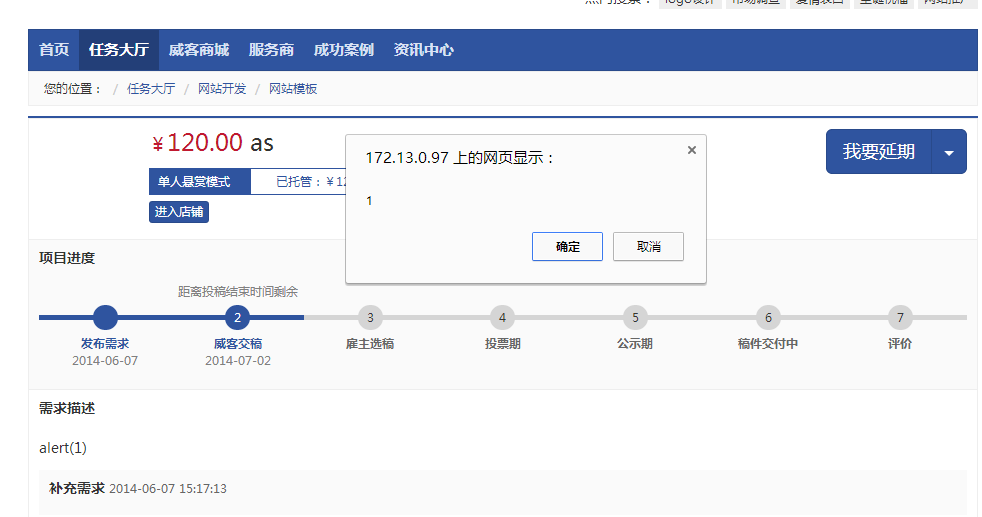 首页 任务大厅 威客商城 服务商 成功案例 资讯中心
您的位置： / 任务大厅 / 网站开发 / 网站模板
￥120.00 as
我要延期
172.13.0.97 上的网页显示：
×
单人悬赏模式 已托管：￥12
1
进入店铺
确定 取消
项目进度
距离投稿结束时间剩余
2 3 4 5 6 7
发布需求 威客交稿 雇主选稿 投票期 公示期 稿件交付中 评价
2014-06-07 2014-07-02
需求描述
alert(1)
补充需求 2014-06-07 15:17:13